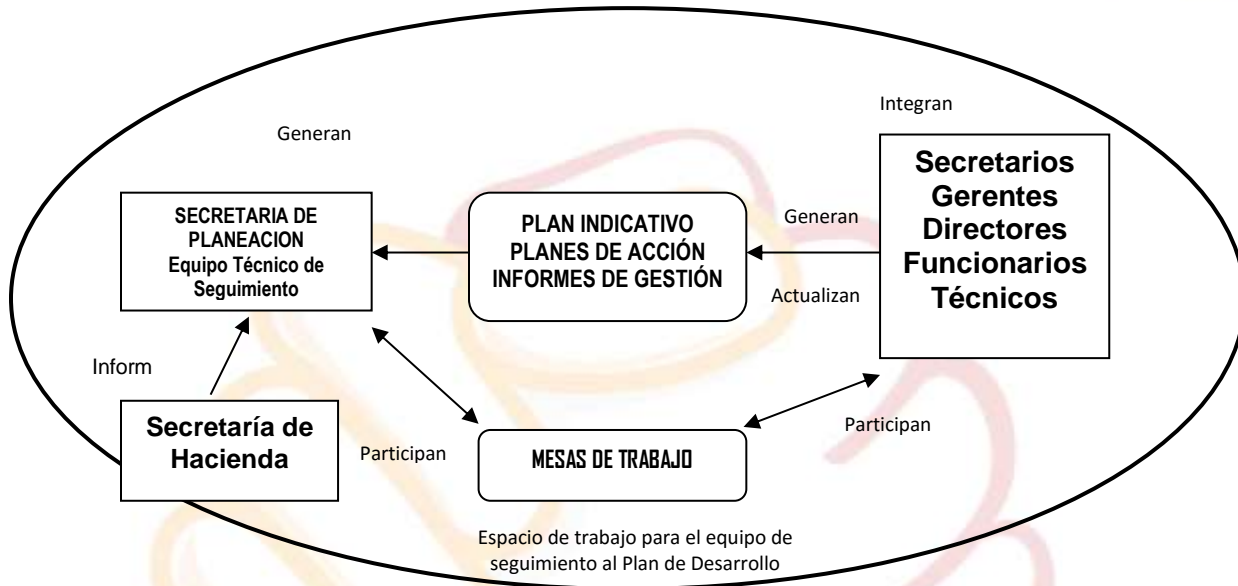 Integran
Generan
Secretarios
Gerentes
Directores
Funcionarios
Técnicos
SECRETARIA DE
PLANEACION
Equipo Técnico de
Seguimiento
PLAN INDICATIVO
PLANES DE ACCIÓN
INFORMES DE GESTIÓN
Generan
Actualizan
Inform
Secretaría de
Hacienda
Participan
MESAS DE TRABAJO
Participan
Espacio de trabajo para el equipo de
seguimiento al Plan de Desarrollo